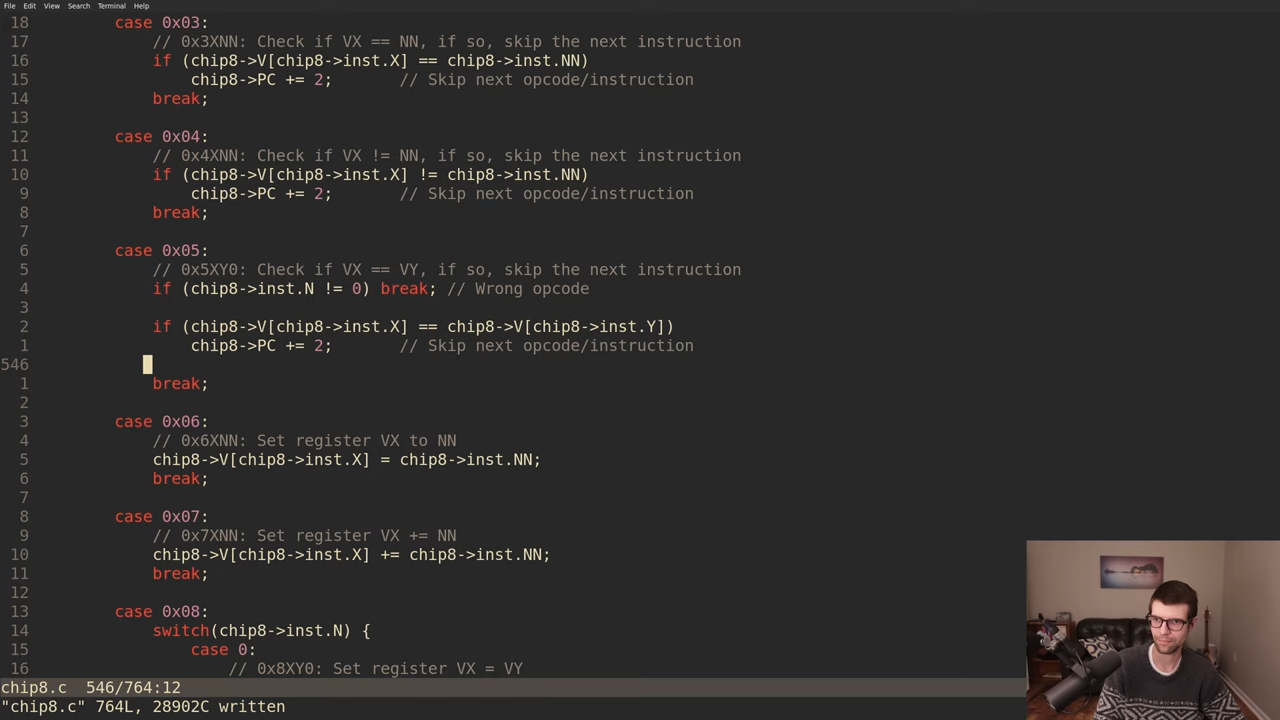 File Edit View Search Terminal Help
18 case 0x03:
17 // 0x3XNN: Check if VX == NN, if so, skip the next instruction
16 if (chip8->V[chip8->inst.X] == chip8->inst.NN)
15 chip8->PC += 2; // Skip next opcode/instruction
14 break;
13
12 case 0x04:
11 // 0x4XNN: Check if VX != NN, if so, skip the next instruction
10 if (chip8->V[chip8->inst.X] != chip8->inst.NN)
9 chip8->PC += 2; // Skip next opcode/instruction
8 break;
7
6 case 0x05:
5 // 0x5XY0: Check if VX == VY, if so, skip the next instruction
4 if (chip8->inst.N != 0) break; // Wrong opcode
3
2 if (chip8->V[chip8->inst.X] == chip8->V[chip8->inst.Y])
1 chip8->PC += 2; // Skip next opcode/instruction
546
1 break;
2
3 case 0x06:
4 // 0x6XNN: Set register VX to NN
5 chip8->V[chip8->inst.X] = chip8->inst.NN;
6 break;
7
8 case 0x07:
9 // 0x7XNN: Set register VX += NN
10 chip8->V[chip8->inst.X] += chip8->inst.NN;
11 break;
12
13 case 0x08:
14 switch(chip8->inst.N) {
15 case 0:
16 // 0x8XY0: Set register VX = VY
chip8.c 546/764:12
"chip8.c" 764L, 28902C written